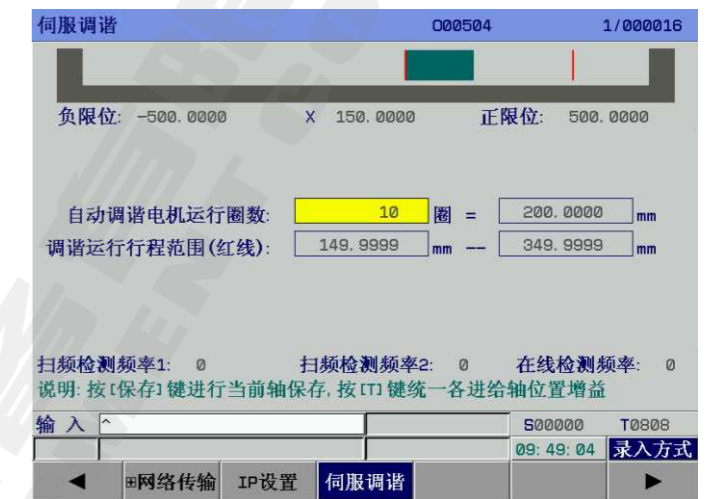 伺服调谐 O00504 1/000016
负限位: -500.0000 X 150.0000 正限位: 500.0000
自动调谐电机运行圈数: 10 圈 = 200.0000 mm
调谐运行行程范围(红线): 149.9999 mm -- 349.9999 mm
扫频检测频率1: 0 扫频检测频率2: 0 在线检测频率: 0
说明: 按[保存]键进行当前轴保存, 按[T]键统一各进给轴位置增益
输入 ^ S00000 T0808
09:49:04 录入方式
◀ ⊞网络传输 IP设置 伺服调谐 ▶